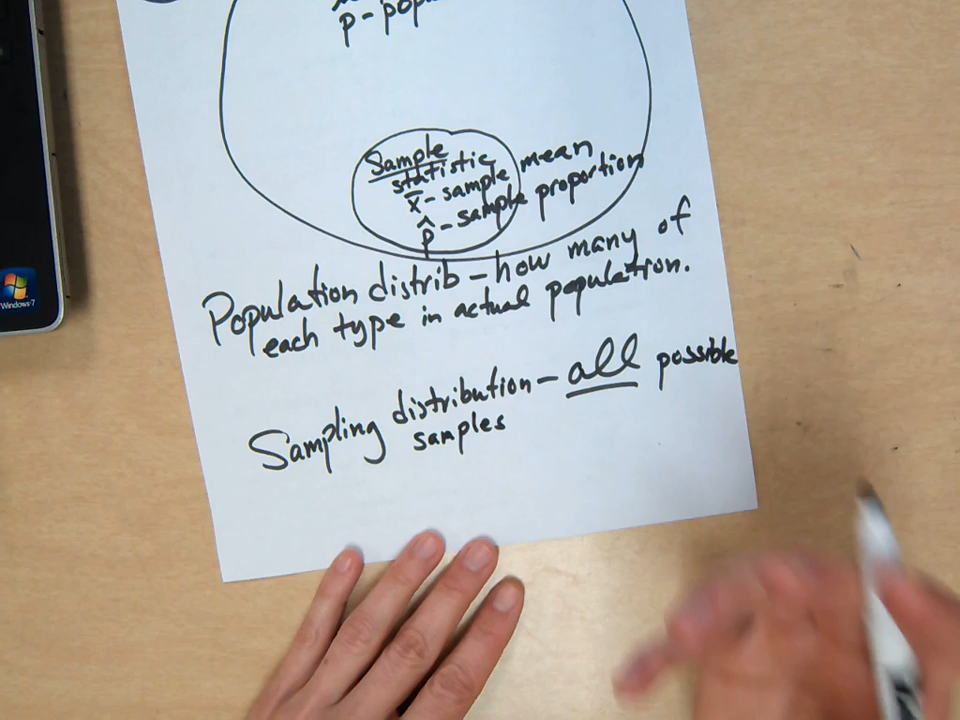 p - popu
Sample
statistic
x̄ - sample mean
p̂ - sample proportion
Population distrib - how many of
each type in actual population.
Sampling distribution - all possible
samples
Windows 7